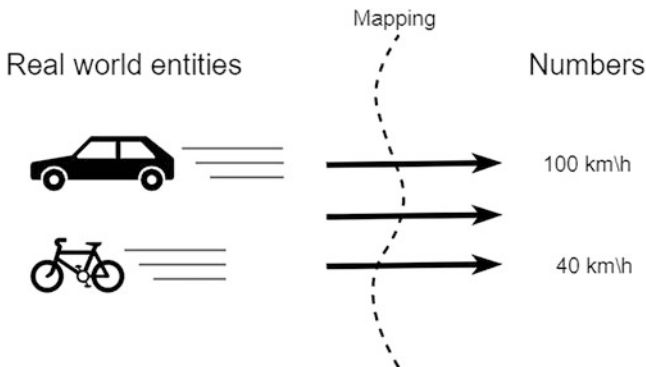 Mapping
Real world entities
Numbers
100 km\h
40 km\h